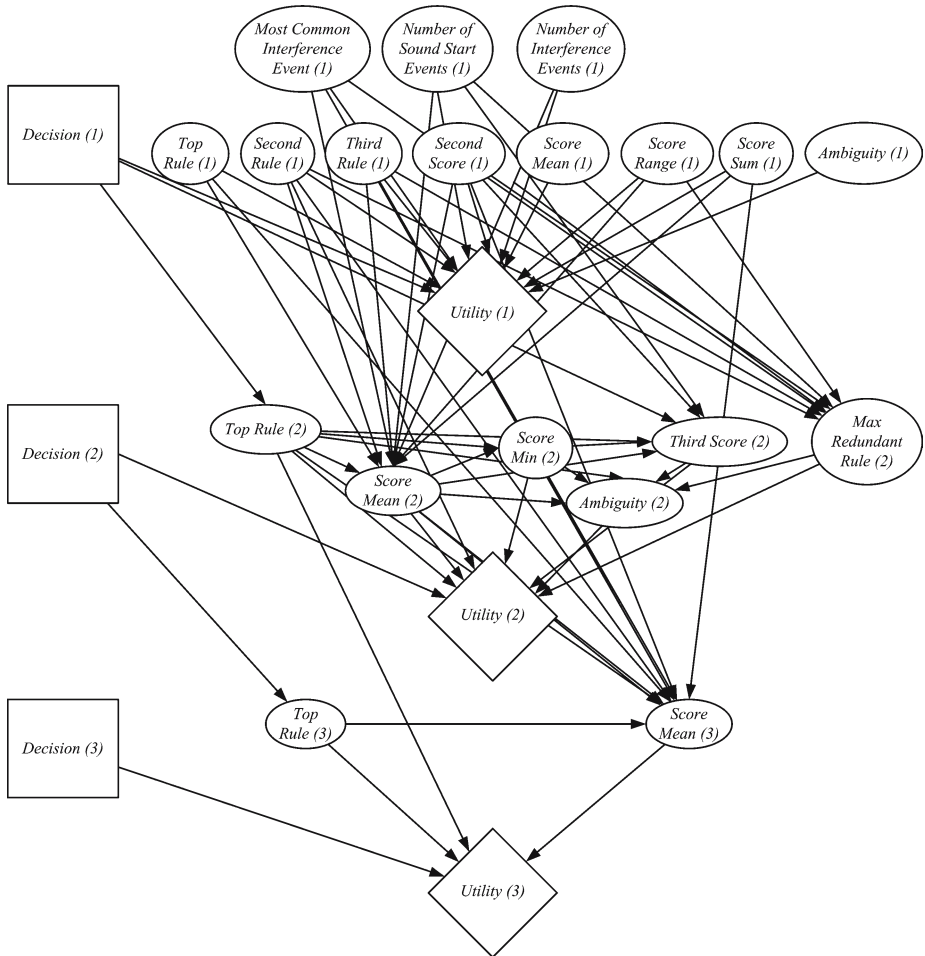 Most Common
Interference
Event (1)
Number of
Sound Start
Events (1)
Number of
Interference
Events (1)
Decision (1)
Top
Rule (1)
Second
Rule (1)
Third
Rule (1)
Second
Score (1)
Score
Mean (1)
Score
Range (1)
Score
Sum (1)
Ambiguity (1)
Utility (1)
Decision (2)
Top Rule (2)
Score
Mean (2)
Score
Min (2)
Third Score (2)
Ambiguity (2)
Max
Redundant
Rule (2)
Utility (2)
Decision (3)
Top
Rule (3)
Score
Mean (3)
Utility (3)